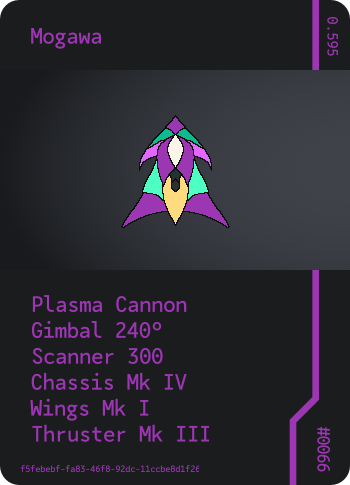 Mogawa
0.595
Plasma Cannon
Gimbal 240°
Scanner 300
Chassis Mk IV
Wings Mk I
Thruster Mk III
#0066
f5febebf-fa83-46f8-92dc-11ccbe8d1f26